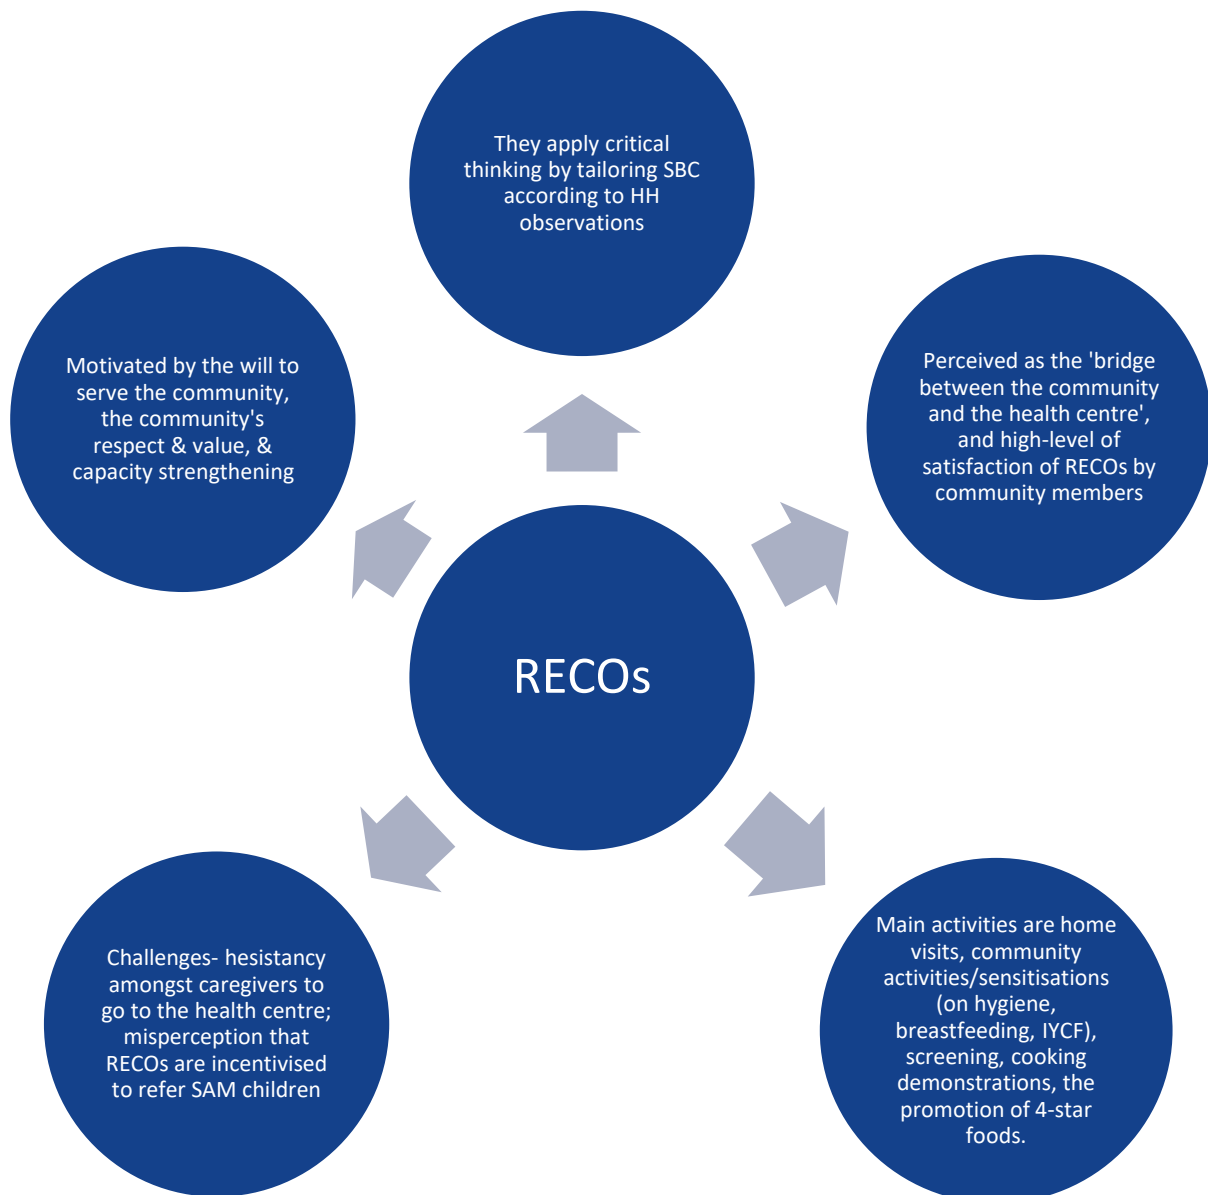 They apply critical
thinking by tailoring SBC
according to HH
observations
Motivated by the will to
serve the community,
the community's
respect & value, &
capacity strengthening
Perceived as the 'bridge
between the community
and the health centre',
and high-level of
satisfaction of RECOs by
community members
RECOs
Challenges- hesistancy
amongst caregivers to
go to the health centre;
misperception that
RECOs are incentivised
to refer SAM children
Main activities are home
visits, community
activities/sensitisations
(on hygiene,
breastfeeding, IYCF),
screening, cooking
demonstrations, the
promotion of 4-star
foods.